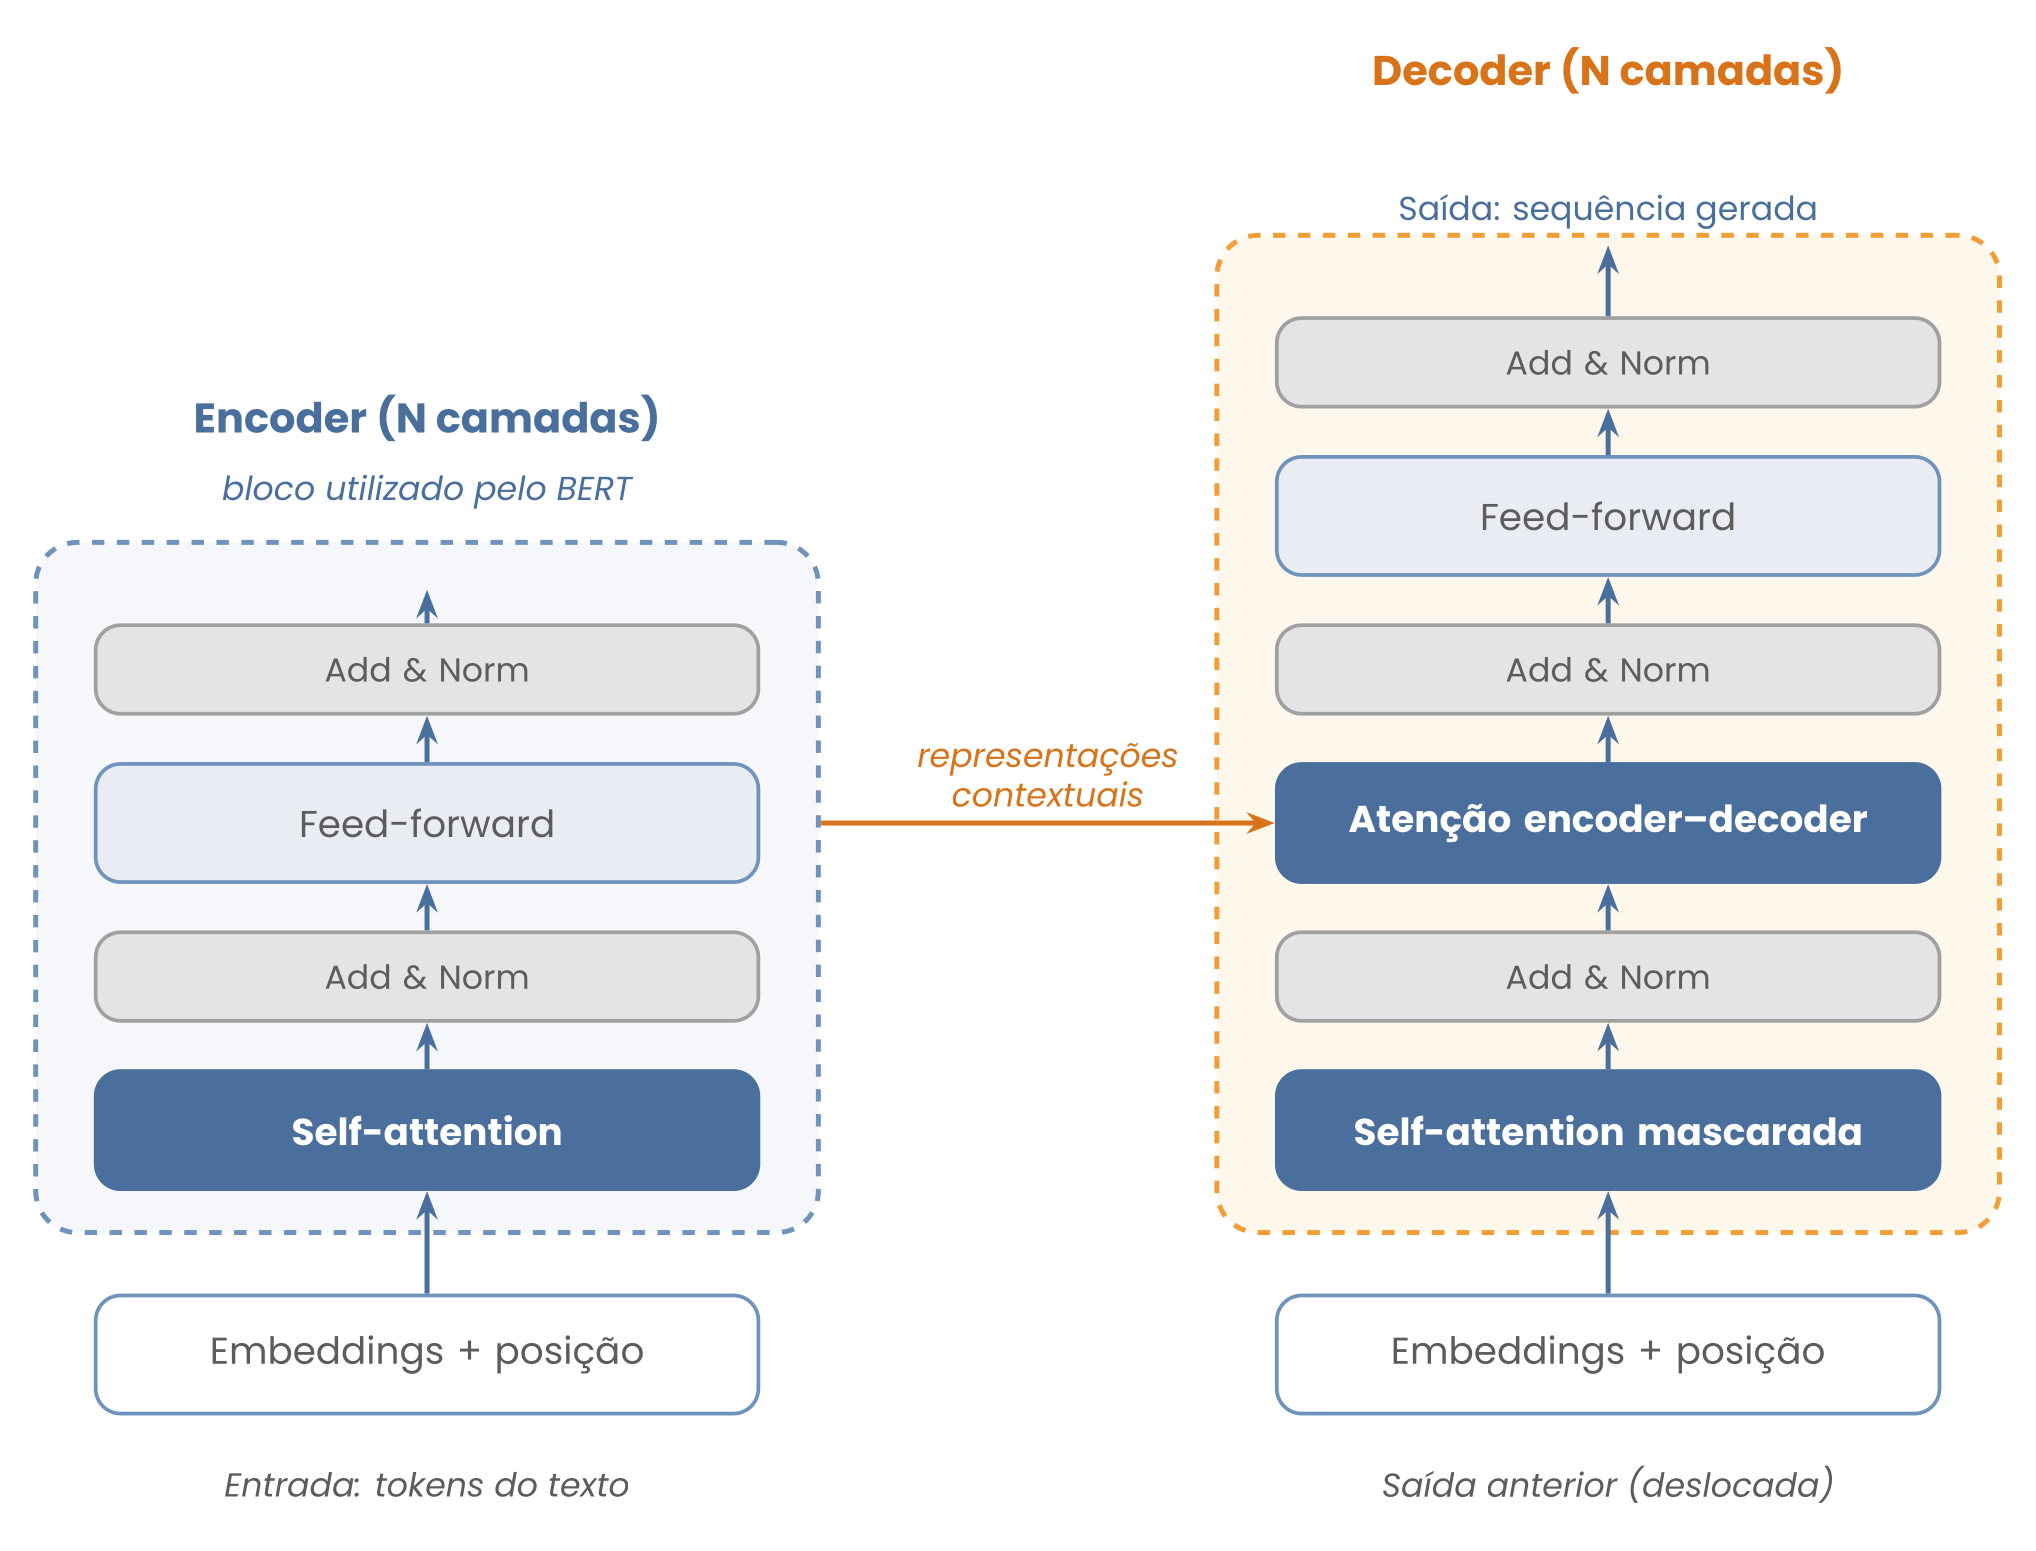 Encoder (N camadas)
bloco utilizado pelo BERT
Add & Norm
Feed-forward
Add & Norm
Self-attention
Embeddings + posição
Entrada: tokens do texto
representações
contextuais
Decoder (N camadas)
Saída: sequência gerada
Add & Norm
Feed-forward
Add & Norm
Atenção encoder–decoder
Add & Norm
Self-attention mascarada
Embeddings + posição
Saída anterior (deslocada)